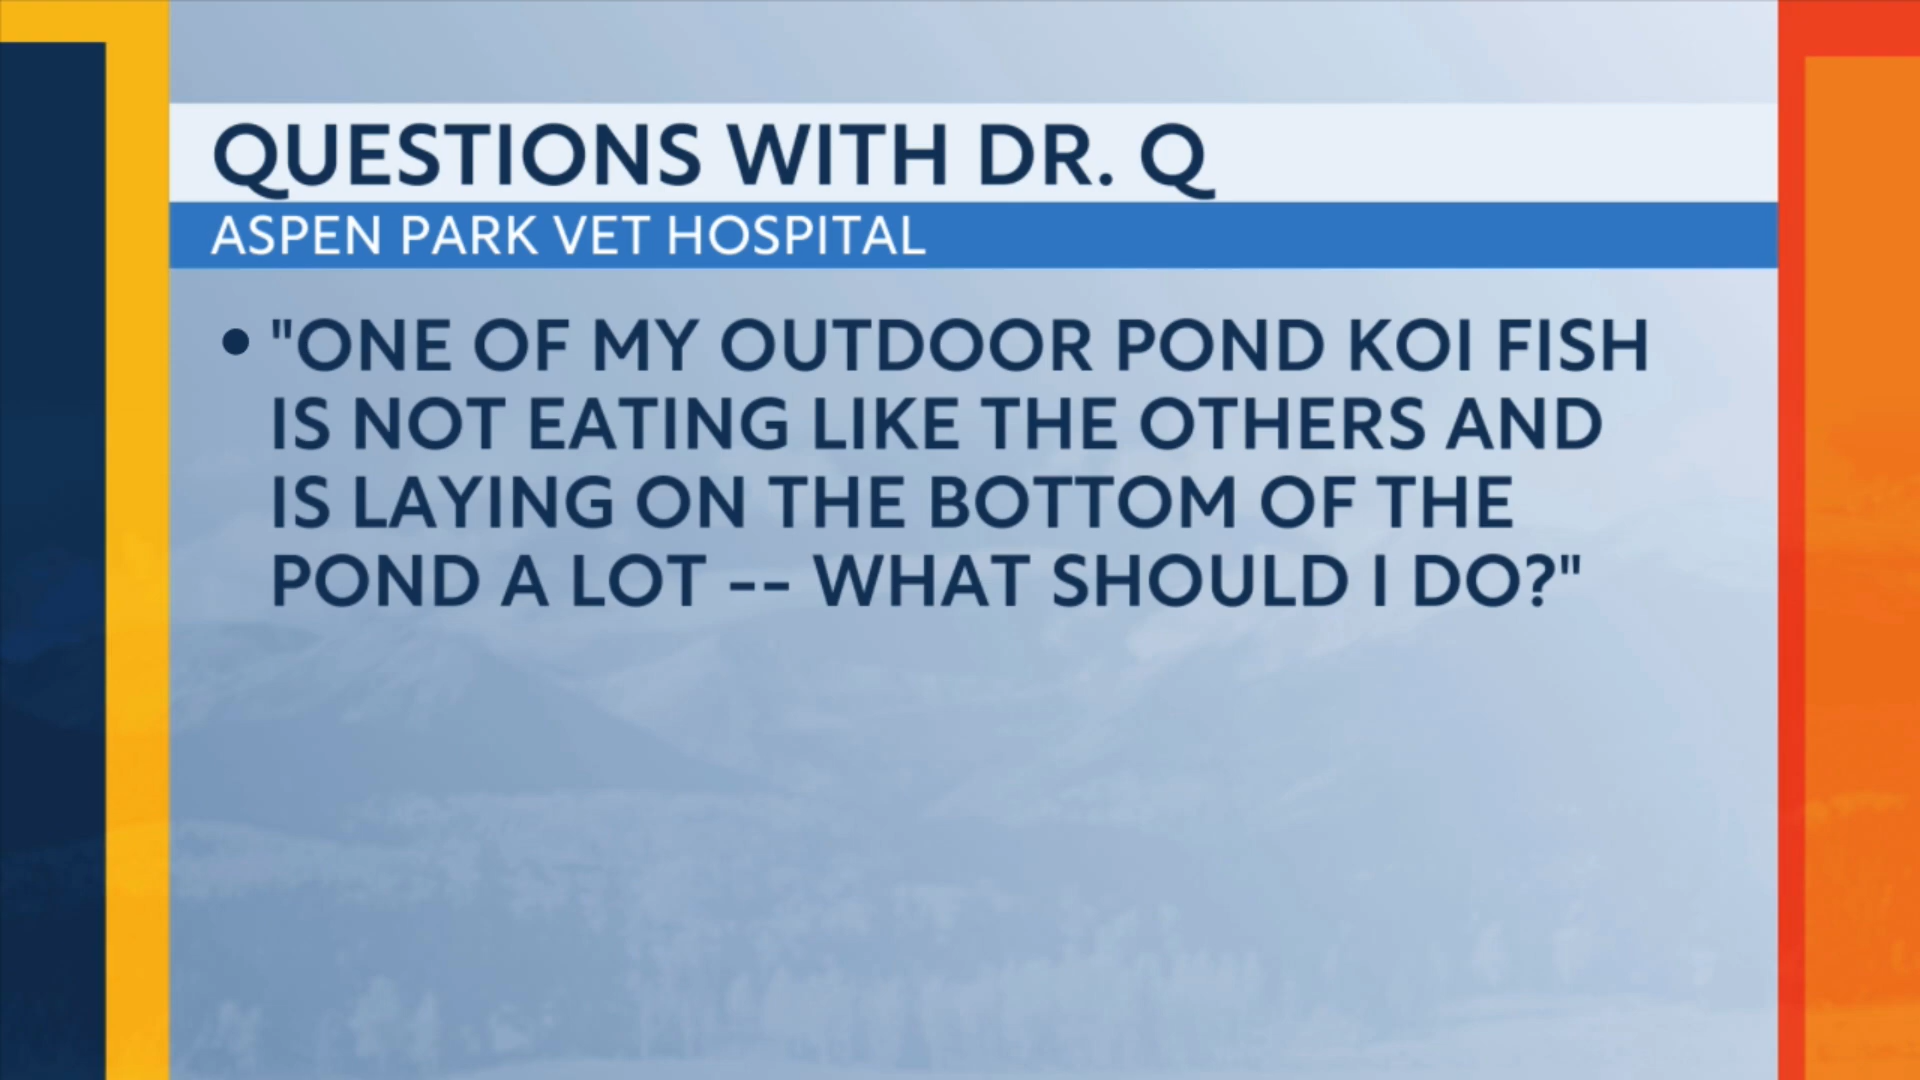 QUESTIONS WITH DR. Q
ASPEN PARK VET HOSPITAL
• "ONE OF MY OUTDOOR POND KOI FISH
IS NOT EATING LIKE THE OTHERS AND
IS LAYING ON THE BOTTOM OF THE
POND A LOT -- WHAT SHOULD I DO?"